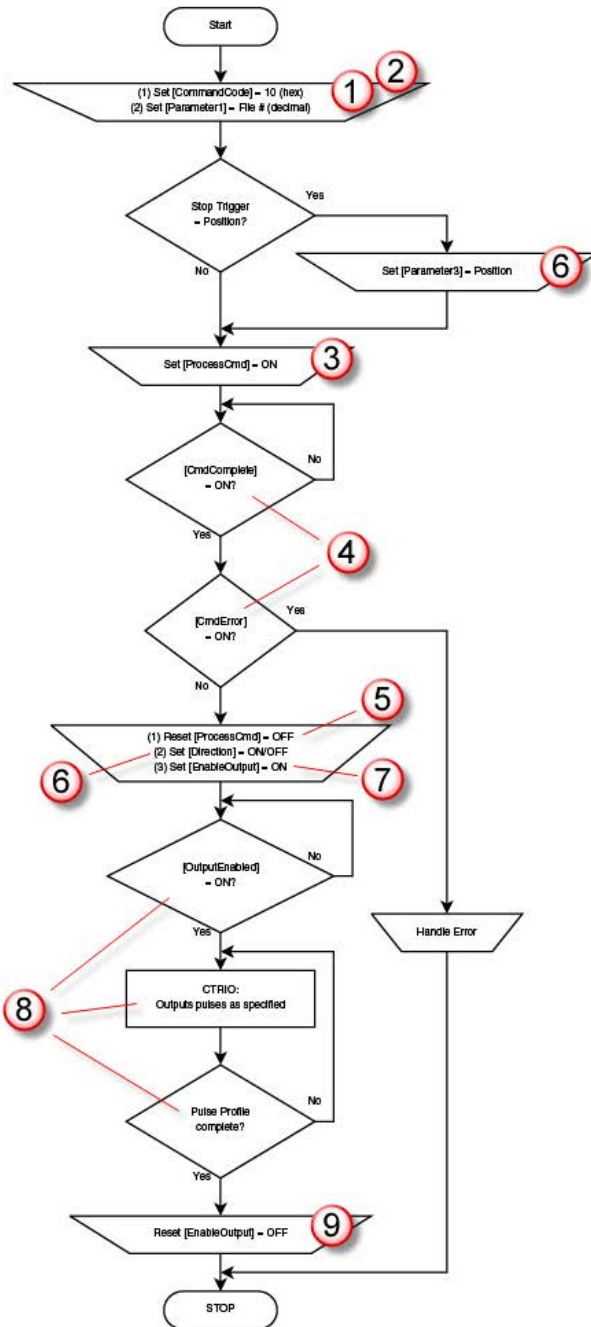 Start
(1) Set [CommandCode] = 10 (hex)
(2) Set [Parameter1] = File # (decimal)
1
2
Stop Trigger
= Position?
Yes
No
Set [Parameter3] = Position
6
Set [ProcessCmd] = ON
3
[CmdComplete]
= ON?
No
Yes
4
[CmdError]
= ON?
Yes
No
5
(1) Reset [ProcessCmd] = OFF
(2) Set [Direction] = ON/OFF
(3) Set [EnableOutput] = ON
6
7
[OutputEnabled]
= ON?
No
Yes
Handle Error
CTRIO:
Outputs pulses as specified
8
Pulse Profile
complete?
No
Yes
Reset [EnableOutput] = OFF
9
STOP